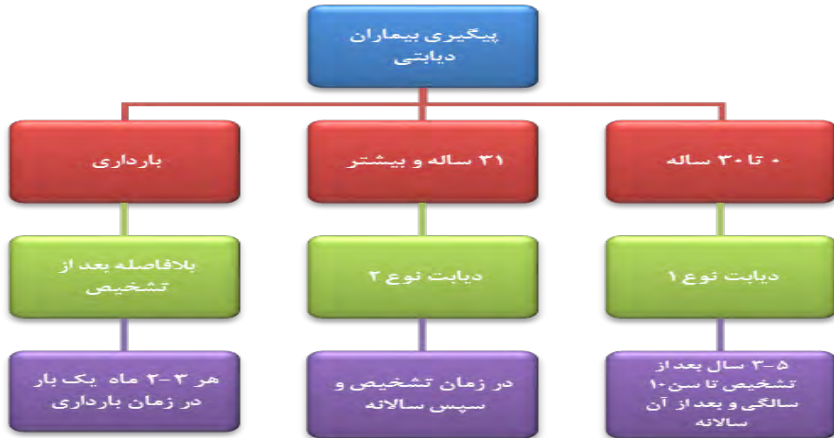 پیگیری بیماران
دیابتی
۰ تا ۳۰ ساله
۳۱ ساله و بیشتر
بارداری
دیابت نوع ۱
دیابت نوع ۲
بلافاصله بعد از
تشخیص
۳-۵ سال بعد از
تشخیص تا سن ۱۰
سالگی و بعد از آن
سالانه
در زمان تشخیص و
سپس سالانه
هر ۳-۲ ماه یک بار
در زمان بارداری